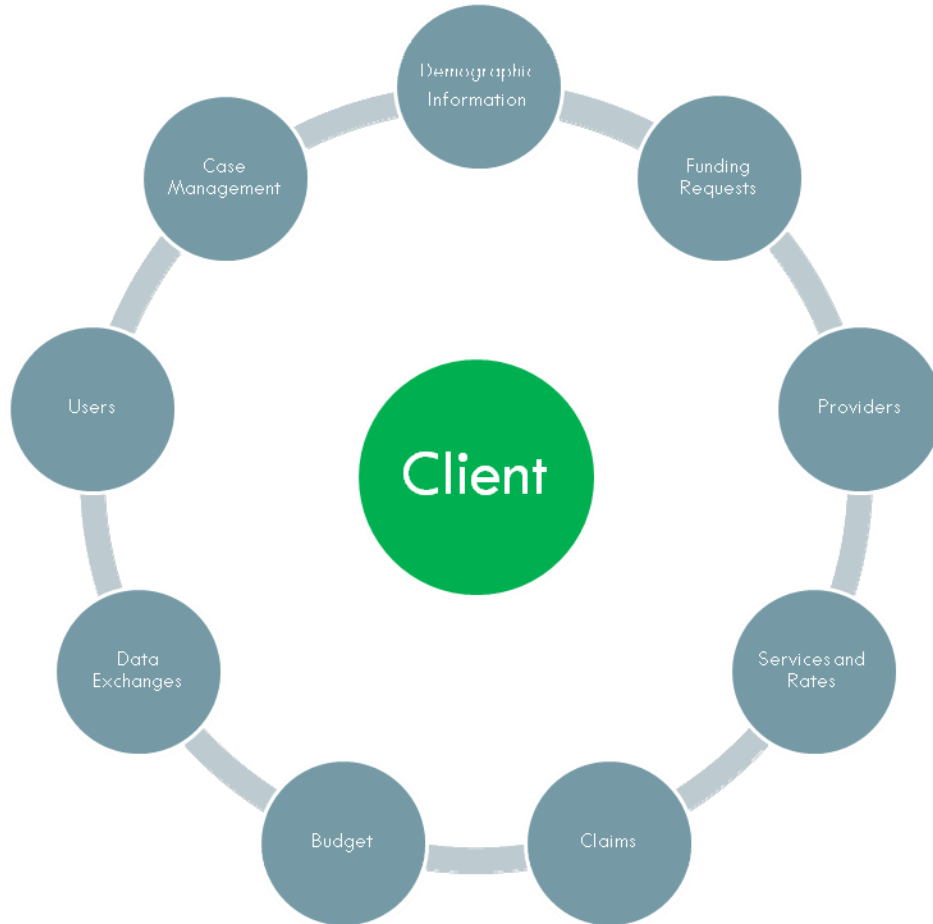 Demographic
Information
Funding
Requests
Providers
Services and
Rates
Claims
Budget
Data
Exchanges
Users
Case
Management
Client